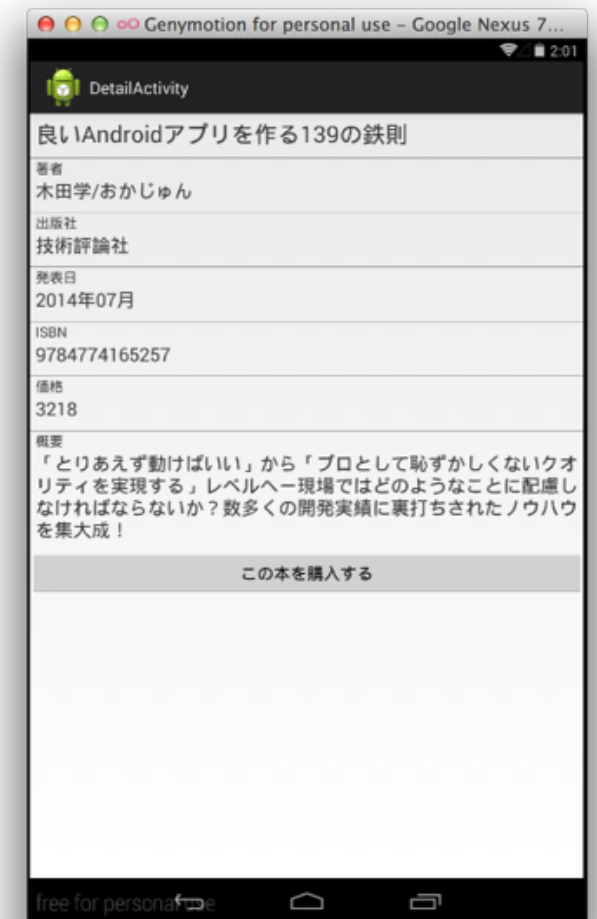 Genymotion for personal use – Google Nexus 7...
2:01
DetailActivity
良いAndroidアプリを作る139の鉄則
著者
木田学/おかじゅん
出版社
技術評論社
発表日
2014年07月
ISBN
9784774165257
価格
3218
概要
「とりあえず動けばいい」から「プロとして恥ずかしくないクオ
リティを実現する」レベルへー現場ではどのようなことに配慮し
なければならないか？数多くの開発実績に裏打ちされたノウハウ
を集大成！
この本を購入する
free for personal use